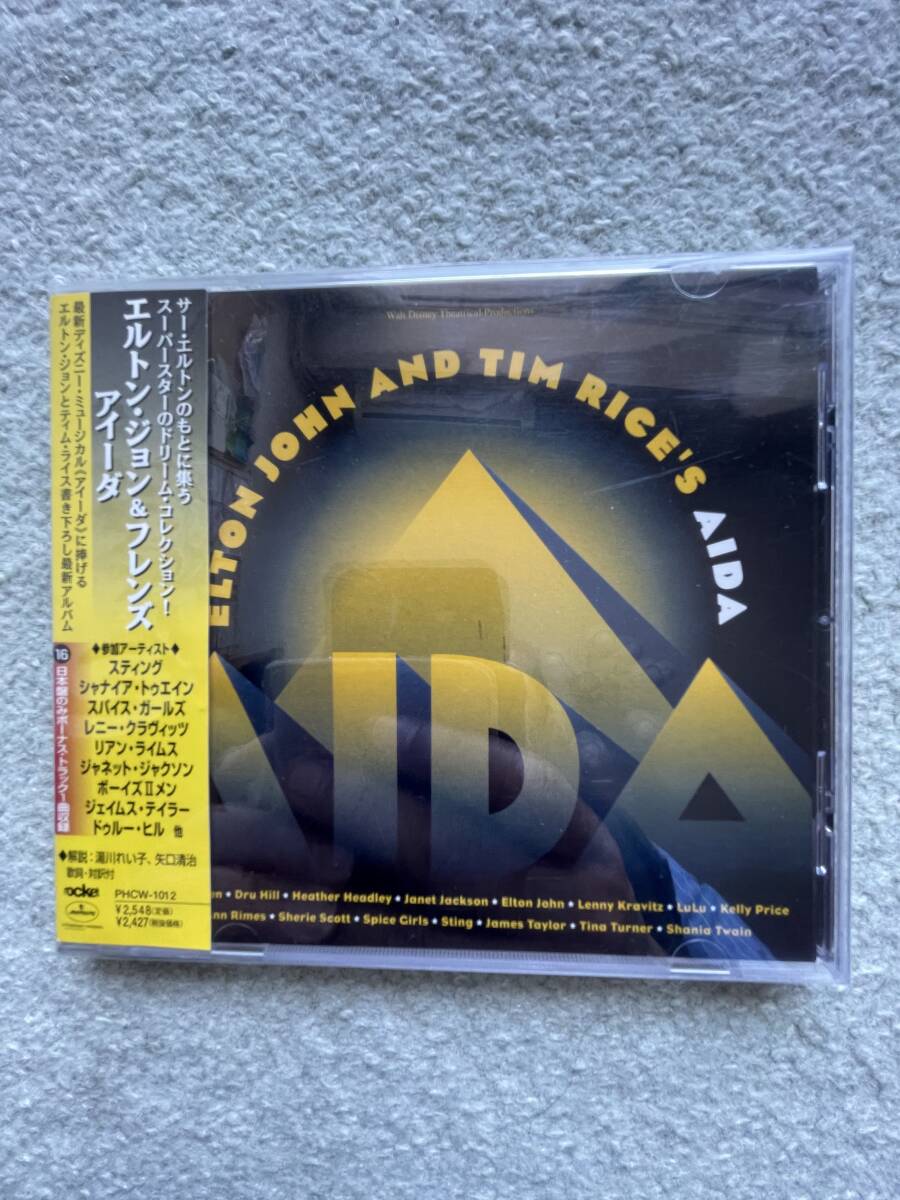 サー・エルトンのもとに集う
スーパースターのドリーム・コレクション!
エルトン・ジョン&フレンズ
アイーダ
最新ディズニー・ミュージカル《アイーダ》に捧げる
エルトン・ジョンとティム・ライス書き下ろし最新アルバム
◆参加アーティスト◆
スティング
シャナイア・トゥエイン
スパイス・ガールズ
レニー・クラヴィッツ
リアン・ライムス
ジャネット・ジャクソン
ボーイズⅡメン
ジェイムス・テイラー
ドゥルー・ヒル 他
16 日本盤のみボーナス・トラック1曲収録
◆解説:湯川れい子、矢口清治
歌詞・対訳付
rocket
mercury
PHCW-1012
¥2,548(定価)
¥2,427(税抜価格)
Walt Disney Theatrical Productions
ELTON JOHN AND TIM RICE'S AIDA
AIDA
en • Dru Hill • Heather Headley • Janet Jackson • Elton John • Lenny Kravitz • LuLu • Kelly Price
Ann Rimes • Sherie Scott • Spice Girls • Sting • James Taylor • Tina Turner • Shania Twain